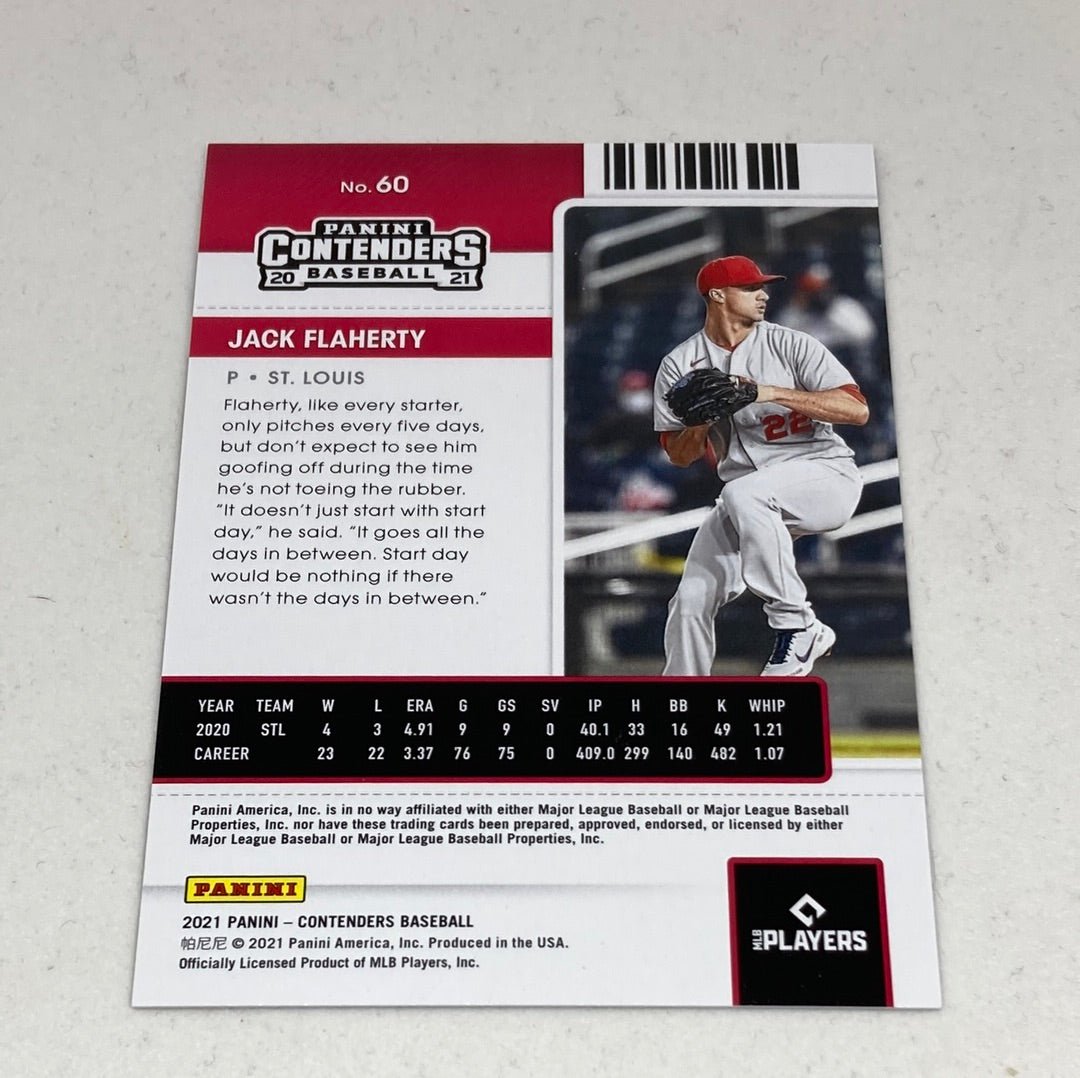 No. 60
PANINI
CONTENDERS
20 BASEBALL 21
JACK FLAHERTY
P • ST. LOUIS
Flaherty, like every starter,
only pitches every five days,
but don't expect to see him
goofing off during the time
he's not toeing the rubber.
"It doesn't just start with start
day," he said. "It goes all the
days in between. Start day
would be nothing if there
wasn't the days in between."
22
YEAR TEAM W L ERA G GS SV IP H BB K WHIP
2020 STL 4 3 4.91 9 9 0 40.1 33 16 49 1.21
CAREER 23 22 3.37 76 75 0 409.0 299 140 482 1.07
Panini America, Inc. is in no way affiliated with either Major League Baseball or Major League Baseball
Properties, Inc. nor have these trading cards been prepared, approved, endorsed, or licensed by either
Major League Baseball or Major League Baseball Properties, Inc.
PANINI
2021 PANINI – CONTENDERS BASEBALL
帕尼尼 © 2021 Panini America, Inc. Produced in the USA.
Officially Licensed Product of MLB Players, Inc.
MLB PLAYERS